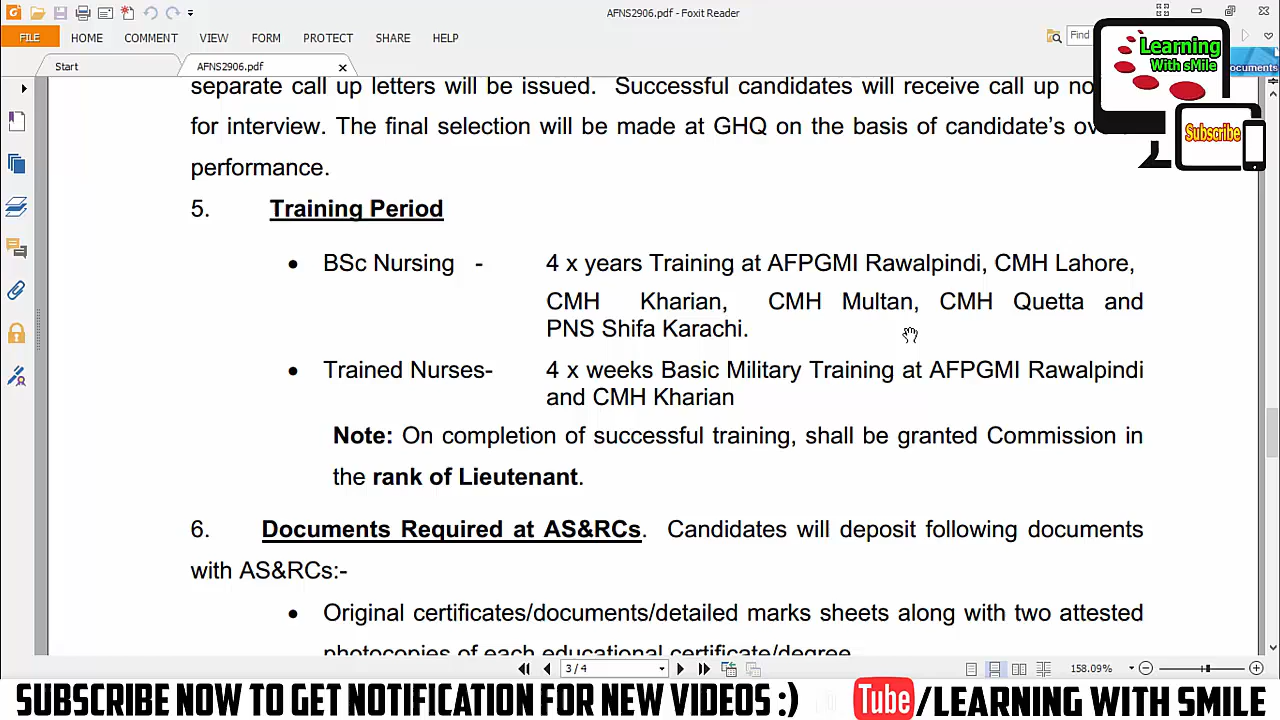 AFNS2906.pdf - Foxit Reader
FILE HOME COMMENT VIEW FORM PROTECT SHARE HELP Find
Learning
With sMile
Start AFNS2906.pdf
ocuments
Subscribe
separate call up letters will be issued. Successful candidates will receive call up no
for interview. The final selection will be made at GHQ on the basis of candidate's ov
performance.
5. Training Period
• BSc Nursing - 4 x years Training at AFPGMI Rawalpindi, CMH Lahore,
CMH Kharian, CMH Multan, CMH Quetta and
PNS Shifa Karachi.
• Trained Nurses- 4 x weeks Basic Military Training at AFPGMI Rawalpindi
and CMH Kharian
Note: On completion of successful training, shall be granted Commission in
the rank of Lieutenant.
6. Documents Required at AS&RCs. Candidates will deposit following documents
with AS&RCs:-
• Original certificates/documents/detailed marks sheets along with two attested
photocopies of each educational certificate/degree
3 / 4 158.09%
SUBSCRIBE NOW TO GET NOTIFICATION FOR NEW VIDEOS :) Tube/LEARNING WITH SMILE